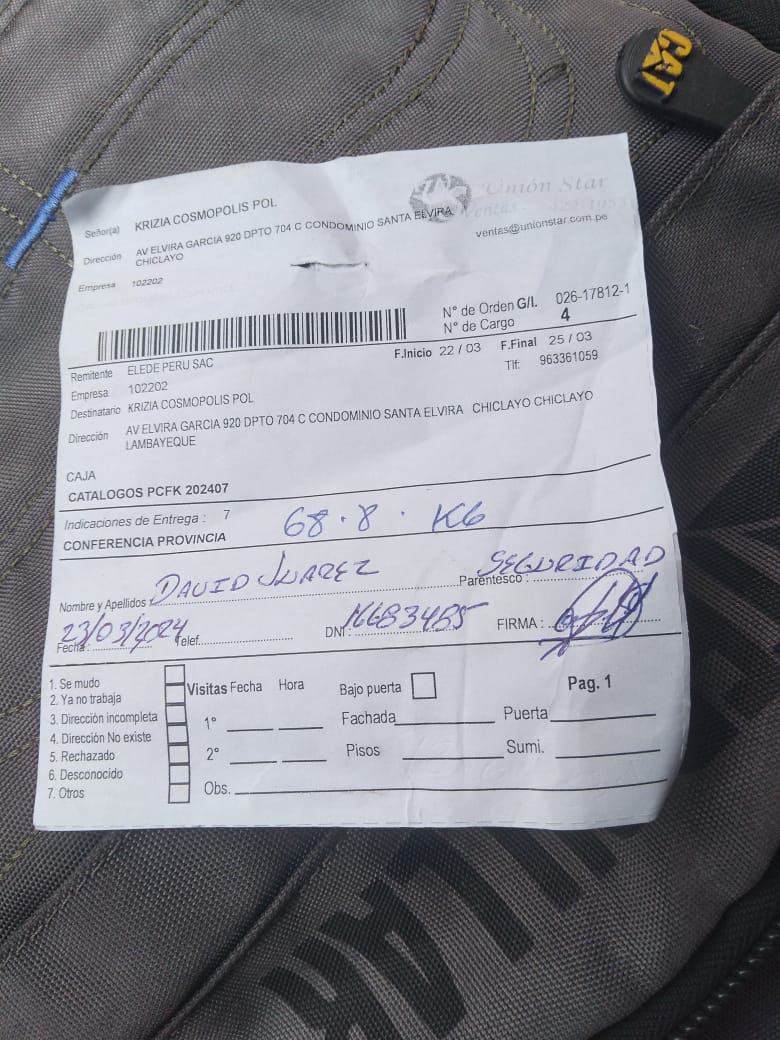 CAT
Unión Star
Señor(a) KRIZIA COSMOPOLIS POL
ventas@unionstar.com.pe
Dirección AV ELVIRA GARCIA 920 DPTO 704 C CONDOMINIO SANTA ELVIRA
CHICLAYO
Empresa 102202
N° de Orden G/I. 026-17812-1
N° de Cargo 4
Remitente ELEDE PERU SAC
F.Inicio 22 / 03 F.Final 25 / 03
Empresa 102202
Tlf: 963361059
Destinatario KRIZIA COSMOPOLIS POL
Dirección AV ELVIRA GARCIA 920 DPTO 704 C CONDOMINIO SANTA ELVIRA CHICLAYO CHICLAYO
LAMBAYEQUE
CAJA
CATALOGOS PCFK 202407
Indicaciones de Entrega : 7
68.8. KG
CONFERENCIA PROVINCIA
Nombre y Apellidos DAVID JUAREZ Parentesco : SEGURIDAD
Fecha: 23/03/2024 Telef. DNI : 16683485 FIRMA :
1. Se mudo
2. Ya no trabaja
3. Dirección incompleta
4. Dirección No existe
5. Rechazado
6. Desconocido
7. Otros
Visitas Fecha Hora Bajo puerta Pag. 1
1° Fachada Puerta
2° Pisos Sumi.
Obs.